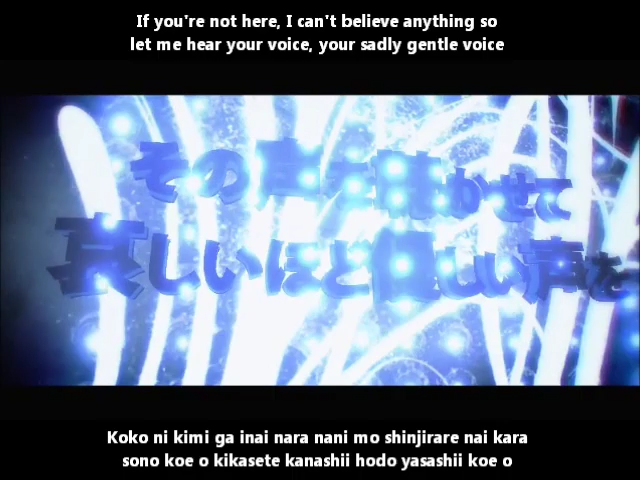 If you're not here, I can't believe anything so
let me hear your voice, your sadly gentle voice
その声を聴かせて
哀しいほど優しい声を
Koko ni kimi ga inai nara nani mo shinjirare nai kara
sono koe o kikasete kanashii hodo yasashii koe o